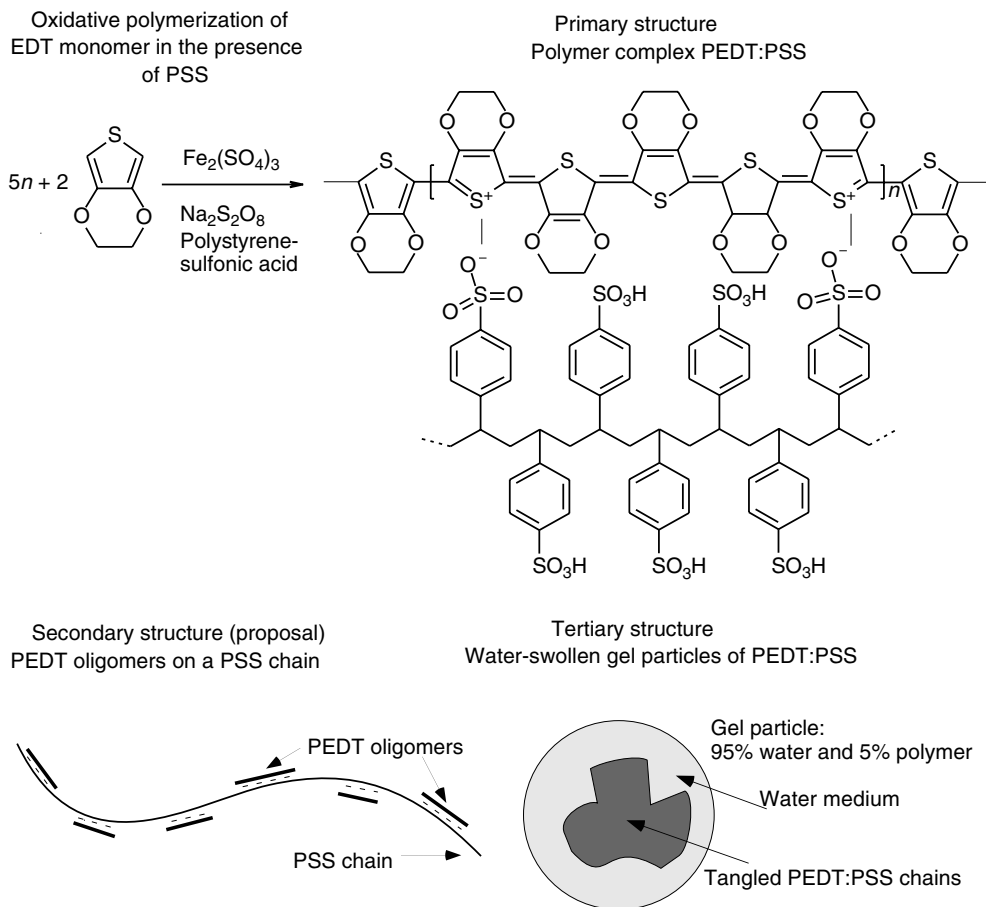 Oxidative polymerization of
EDT monomer in the presence
of PSS
Primary structure
Polymer complex PEDT:PSS
5n + 2
S
O
O
Fe2(SO4)3
Na2S2O8
Polystyrene-
sulfonic acid
O O O O O O
S S S S
[ ]n
S+ S+
O O O O O O O O
O− O−
S O O
O S O
SO3H SO3H
SO3H SO3H SO3H
Secondary structure (proposal)
PEDT oligomers on a PSS chain
Tertiary structure
Water-swollen gel particles of PEDT:PSS
PEDT oligomers
PSS chain
Gel particle:
95% water and 5% polymer
Water medium
Tangled PEDT:PSS chains